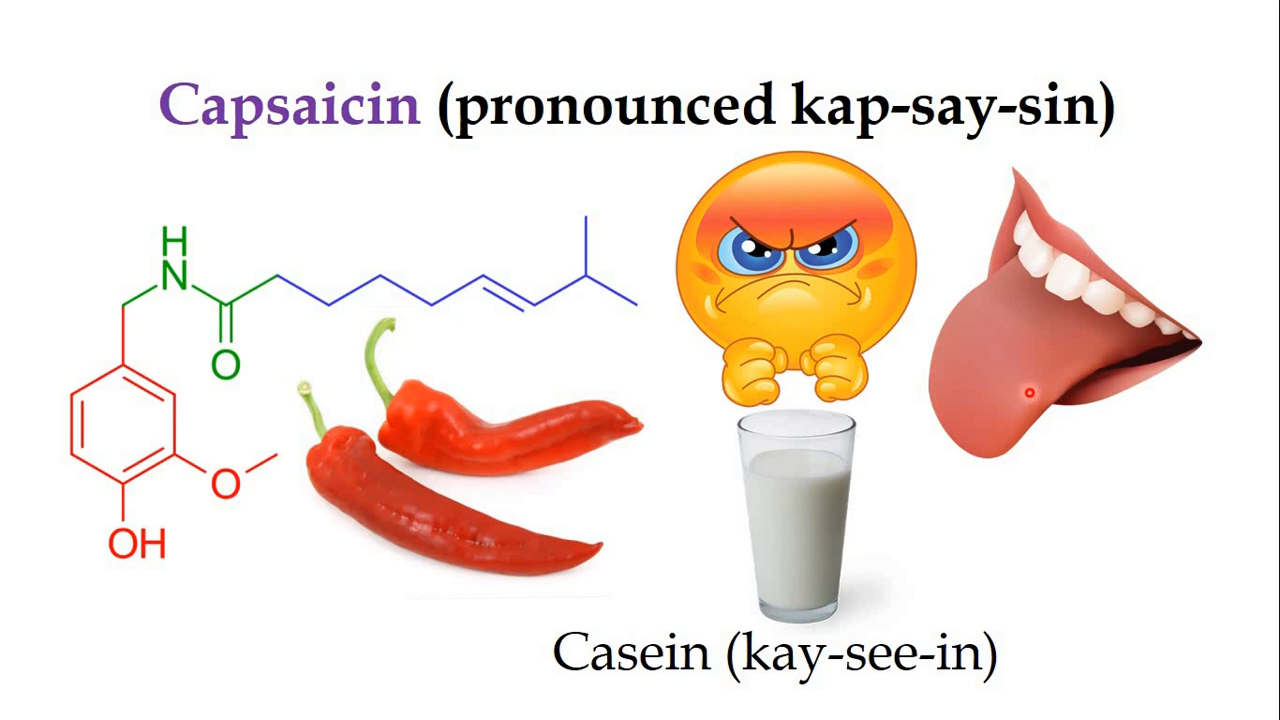 Capsaicin (pronounced kap-say-sin)
H
N
O
O
OH
Casein (kay-see-in)